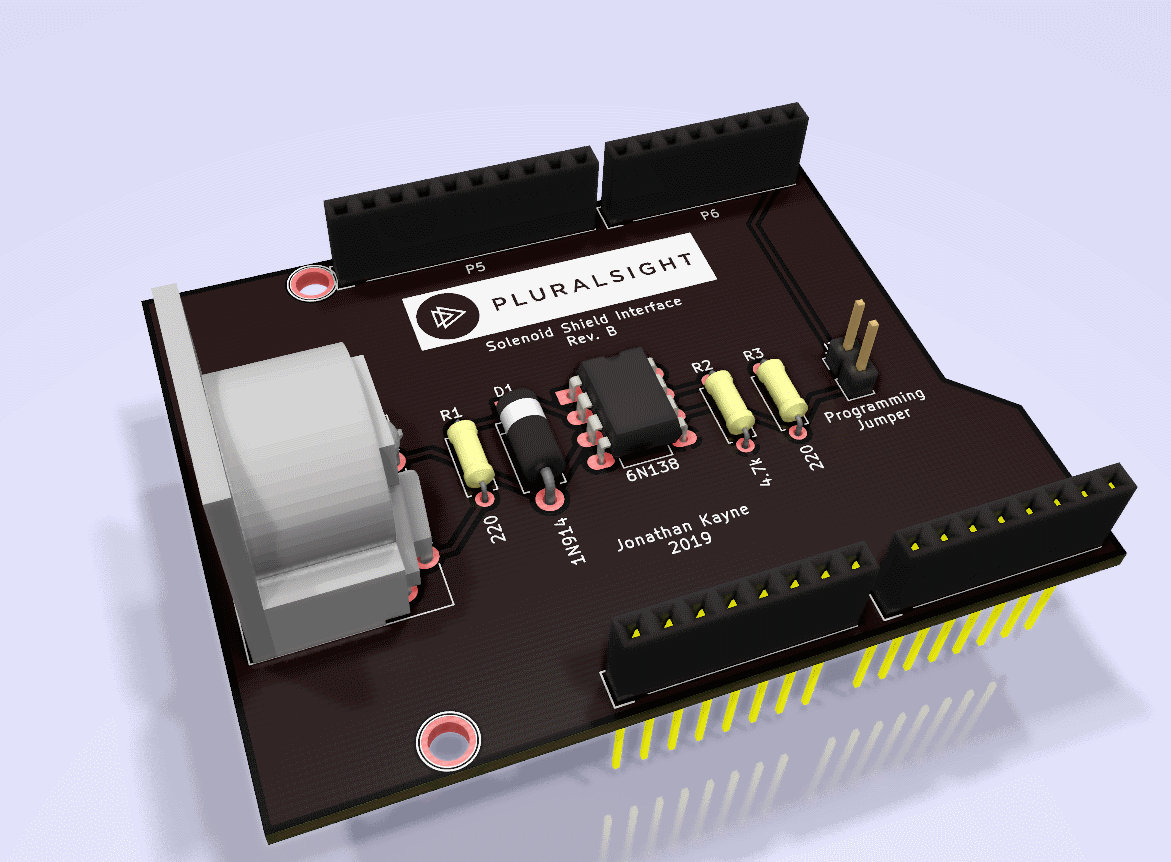 P6
P5
PLURALSIGHT
Solenoid Shield Interface
Rev. B
D1
R1
R2
R3
6N138
220
1N914
4.7k
220
Programming
Jumper
Jonathan Kayne
2019